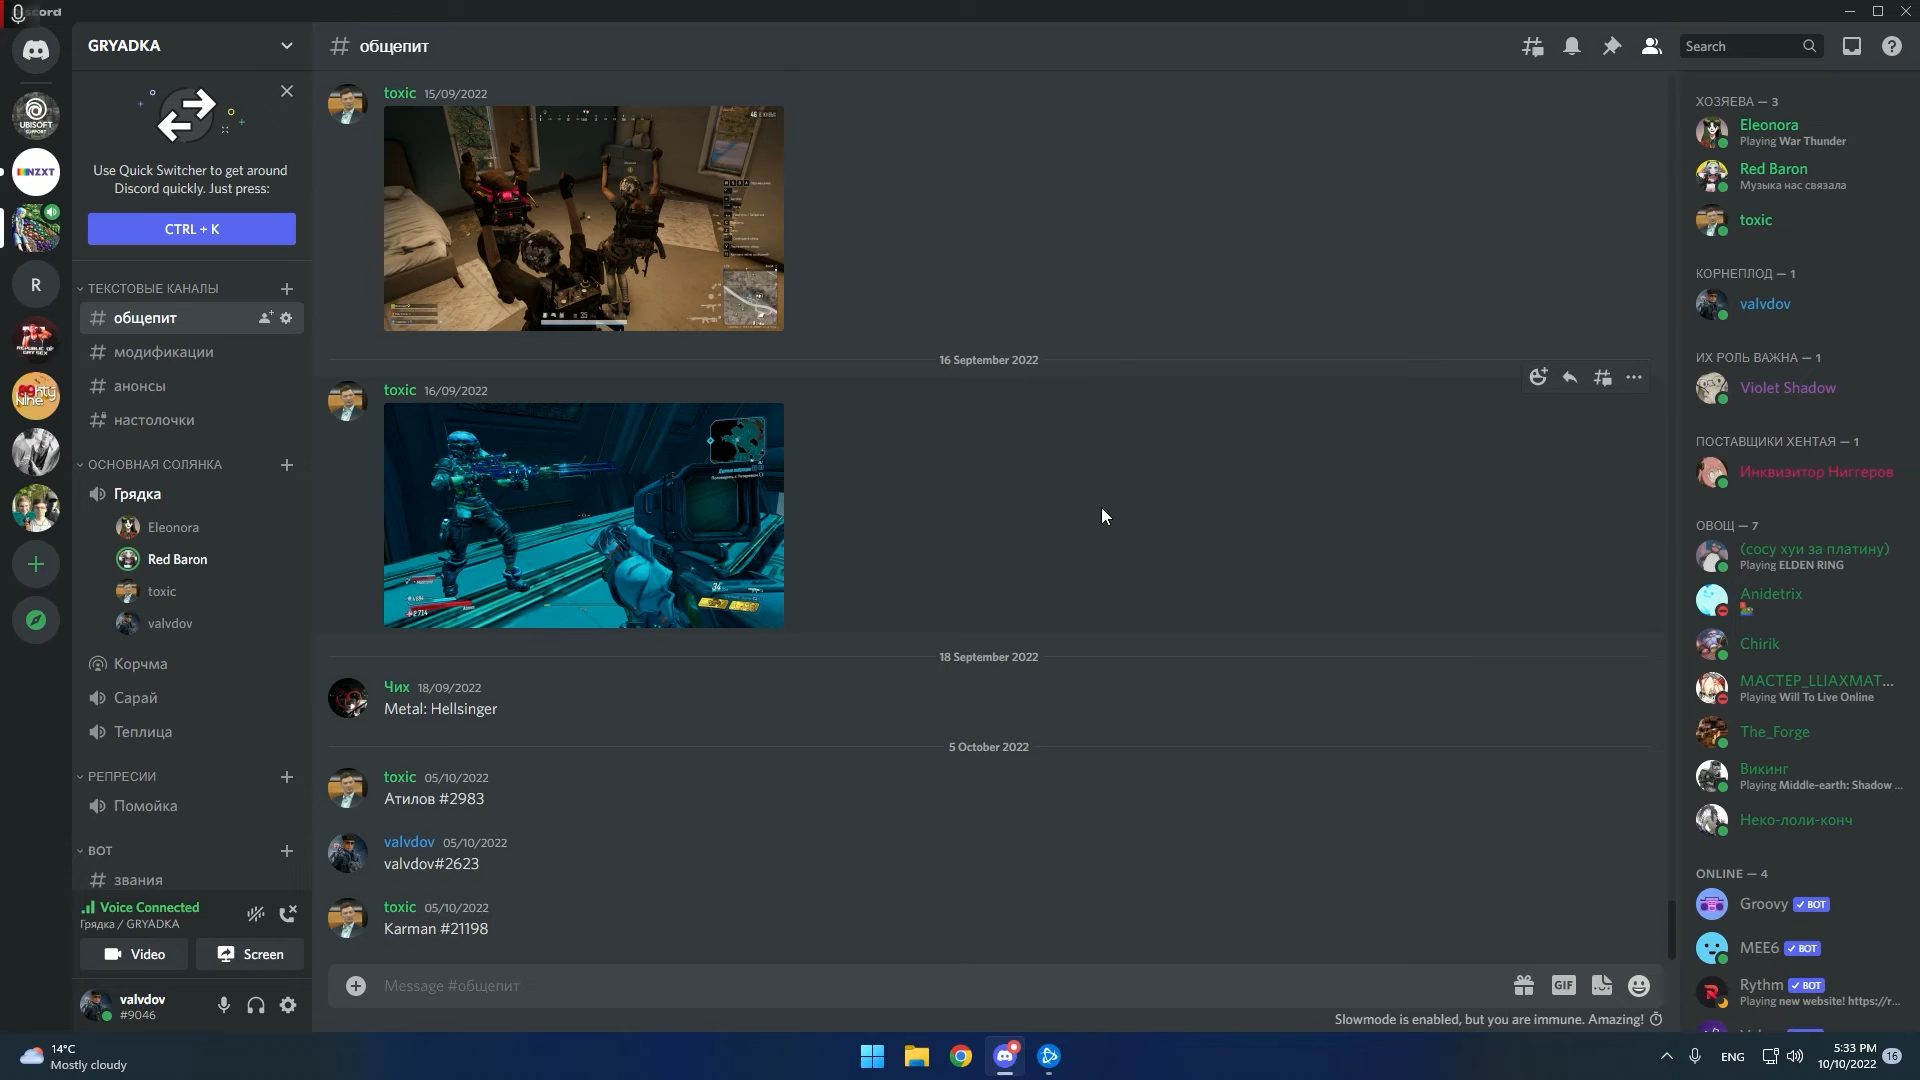 GRYADKA
# общепит
Search
Use Quick Switcher to get around
Discord quickly. Just press:
CTRL + K
ТЕКСТОВЫЕ КАНАЛЫ
# общепит
# модификации
# анонсы
# настолочки
ОСНОВНАЯ СОЛЯНКА
Грядка
Eleonora
Red Baron
toxic
valvdov
Корчма
Сарай
Теплица
РЕПРЕСИИ
Помойка
БОТ
# звания
Voice Connected
Грядка / GRYADKA
Video
Screen
valvdov
#9046
UBISOFT
SUPPORT
NZXT
R
toxic 15/09/2022
16 September 2022
toxic 16/09/2022
18 September 2022
Чих 18/09/2022
Metal: Hellsinger
5 October 2022
toxic 05/10/2022
Атилов #2983
valvdov 05/10/2022
valvdov#2623
toxic 05/10/2022
Karman #21198
Message #общепит
GIF
Slowmode is enabled, but you are immune. Amazing!
ХОЗЯЕВА — 3
Eleonora
Playing War Thunder
Red Baron
Музыка нас связала
toxic
КОРНЕПЛОД — 1
valvdov
ИХ РОЛЬ ВАЖНА — 1
Violet Shadow
ПОСТАВЩИКИ ХЕНТАЯ — 1
Инквизитор Ниггеров
ОВОЩ — 7
(сосу хуи за платину)
Playing ELDEN RING
Anidetrix
Chirik
МАСТЕР_LLIAXMAT...
Playing Will To Live Online
The_Forge
Викинг
Playing Middle-earth: Shadow ...
Неко-лоли-конч
ONLINE — 4
Groovy BOT
MEE6 BOT
Rythm BOT
Playing new website! https://r...
14°C
Mostly cloudy
ENG
5:33 PM
10/10/2022
16